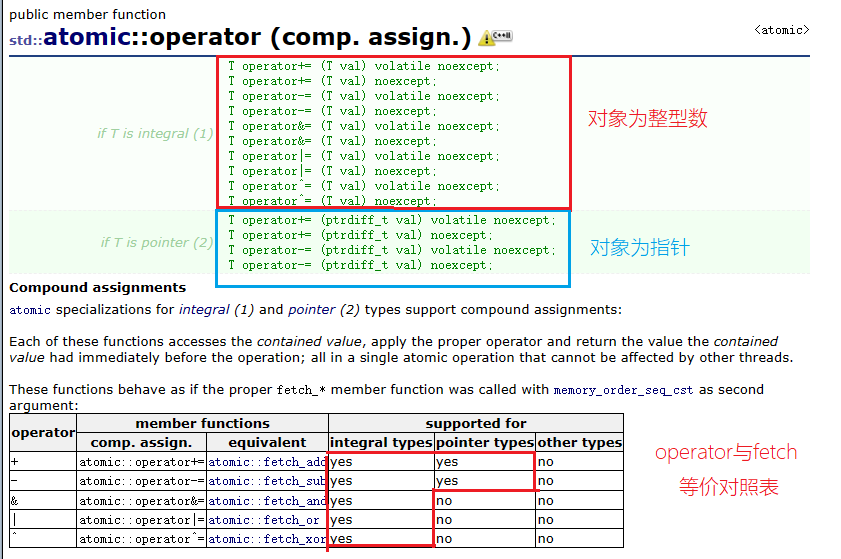 public member function
<atomic>
std::atomic::operator (comp. assign.) C++11
if T is integral (1)
T operator+= (T val) volatile noexcept;
T operator+= (T val) noexcept;
T operator-= (T val) volatile noexcept;
T operator-= (T val) noexcept;
T operator&= (T val) volatile noexcept;
T operator&= (T val) noexcept;
T operator|= (T val) volatile noexcept;
T operator|= (T val) noexcept;
T operator^= (T val) volatile noexcept;
T operator^= (T val) noexcept;
对象为整型数
if T is pointer (2)
T operator+= (ptrdiff_t val) volatile noexcept;
T operator+= (ptrdiff_t val) noexcept;
T operator-= (ptrdiff_t val) volatile noexcept;
T operator-= (ptrdiff_t val) noexcept;
对象为指针
Compound assignments
atomic specializations for integral (1) and pointer (2) types support compound assignments:
Each of these functions accesses the contained value, apply the proper operator and return the value the contained
value had immediately before the operation; all in a single atomic operation that cannot be affected by other threads.
These functions behave as if the proper fetch_* member function was called with memory_order_seq_cst as second
argument:
operator member functions supported for
comp. assign. equivalent integral types pointer types other types
+ atomic::operator+= atomic::fetch_add yes yes no
- atomic::operator-= atomic::fetch_sub yes yes no
& atomic::operator&= atomic::fetch_and yes no no
| atomic::operator|= atomic::fetch_or yes no no
^ atomic::operator^= atomic::fetch_xor yes no no
operator与fetch
等价对照表